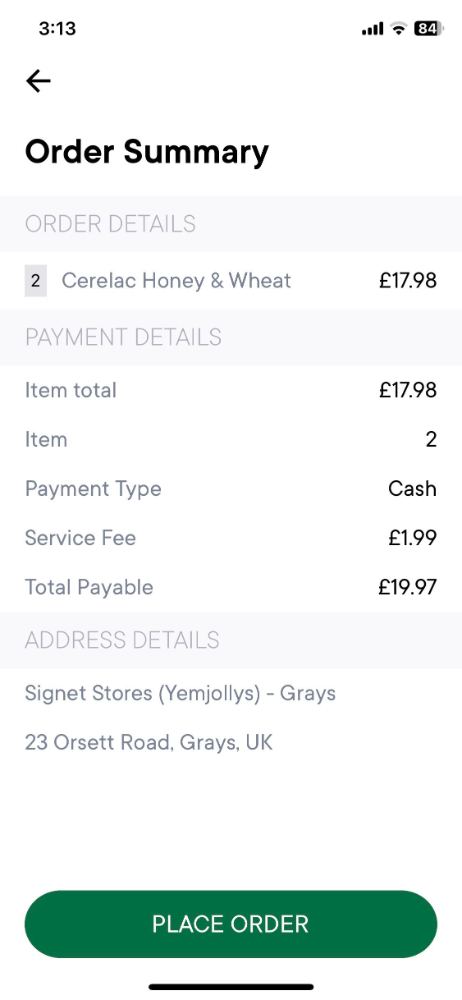 3:13
84
Order Summary
ORDER DETAILS
2 Cerelac Honey & Wheat £17.98
PAYMENT DETAILS
Item total £17.98
Item 2
Payment Type Cash
Service Fee £1.99
Total Payable £19.97
ADDRESS DETAILS
Signet Stores (Yemjollys) - Grays
23 Orsett Road, Grays, UK
PLACE ORDER